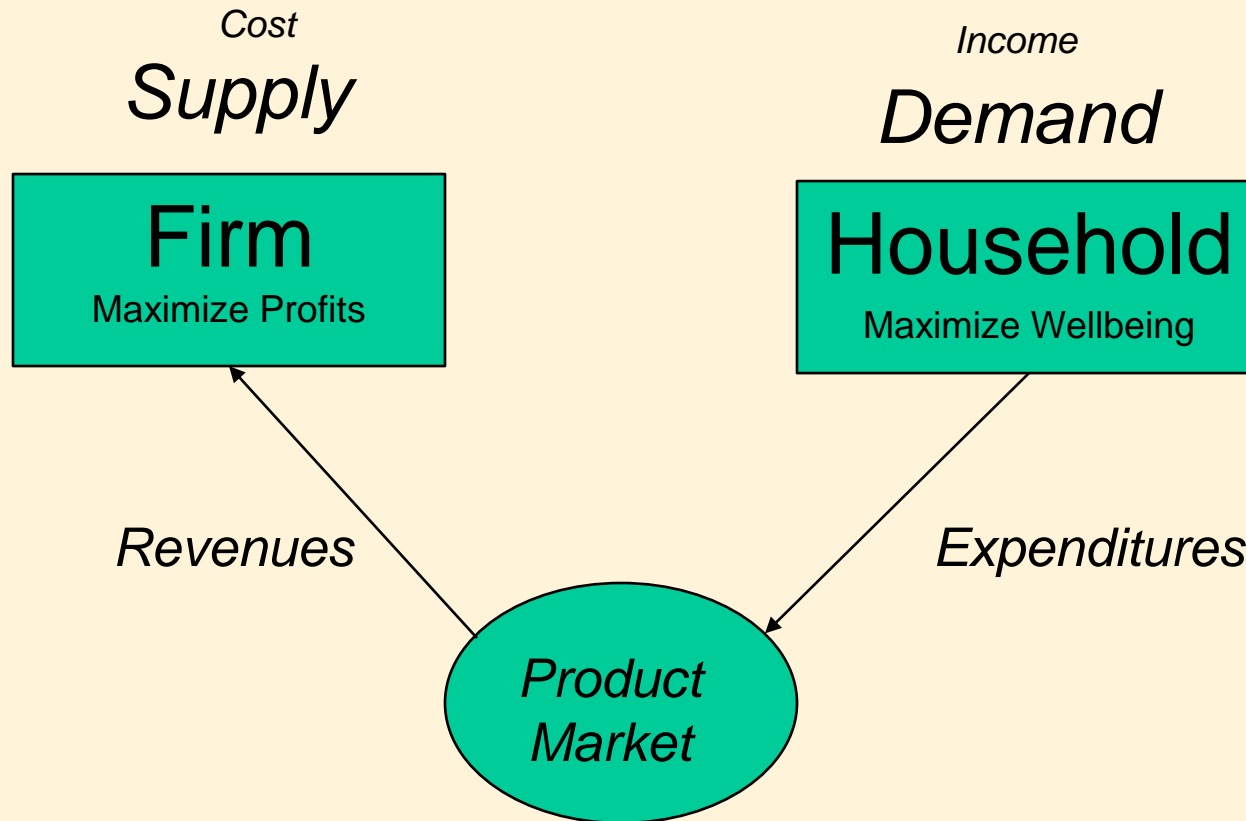 Cost
Supply
Income
Demand
Firm
Maximize Profits
Household
Maximize Wellbeing
Revenues
Expenditures
Product
Market